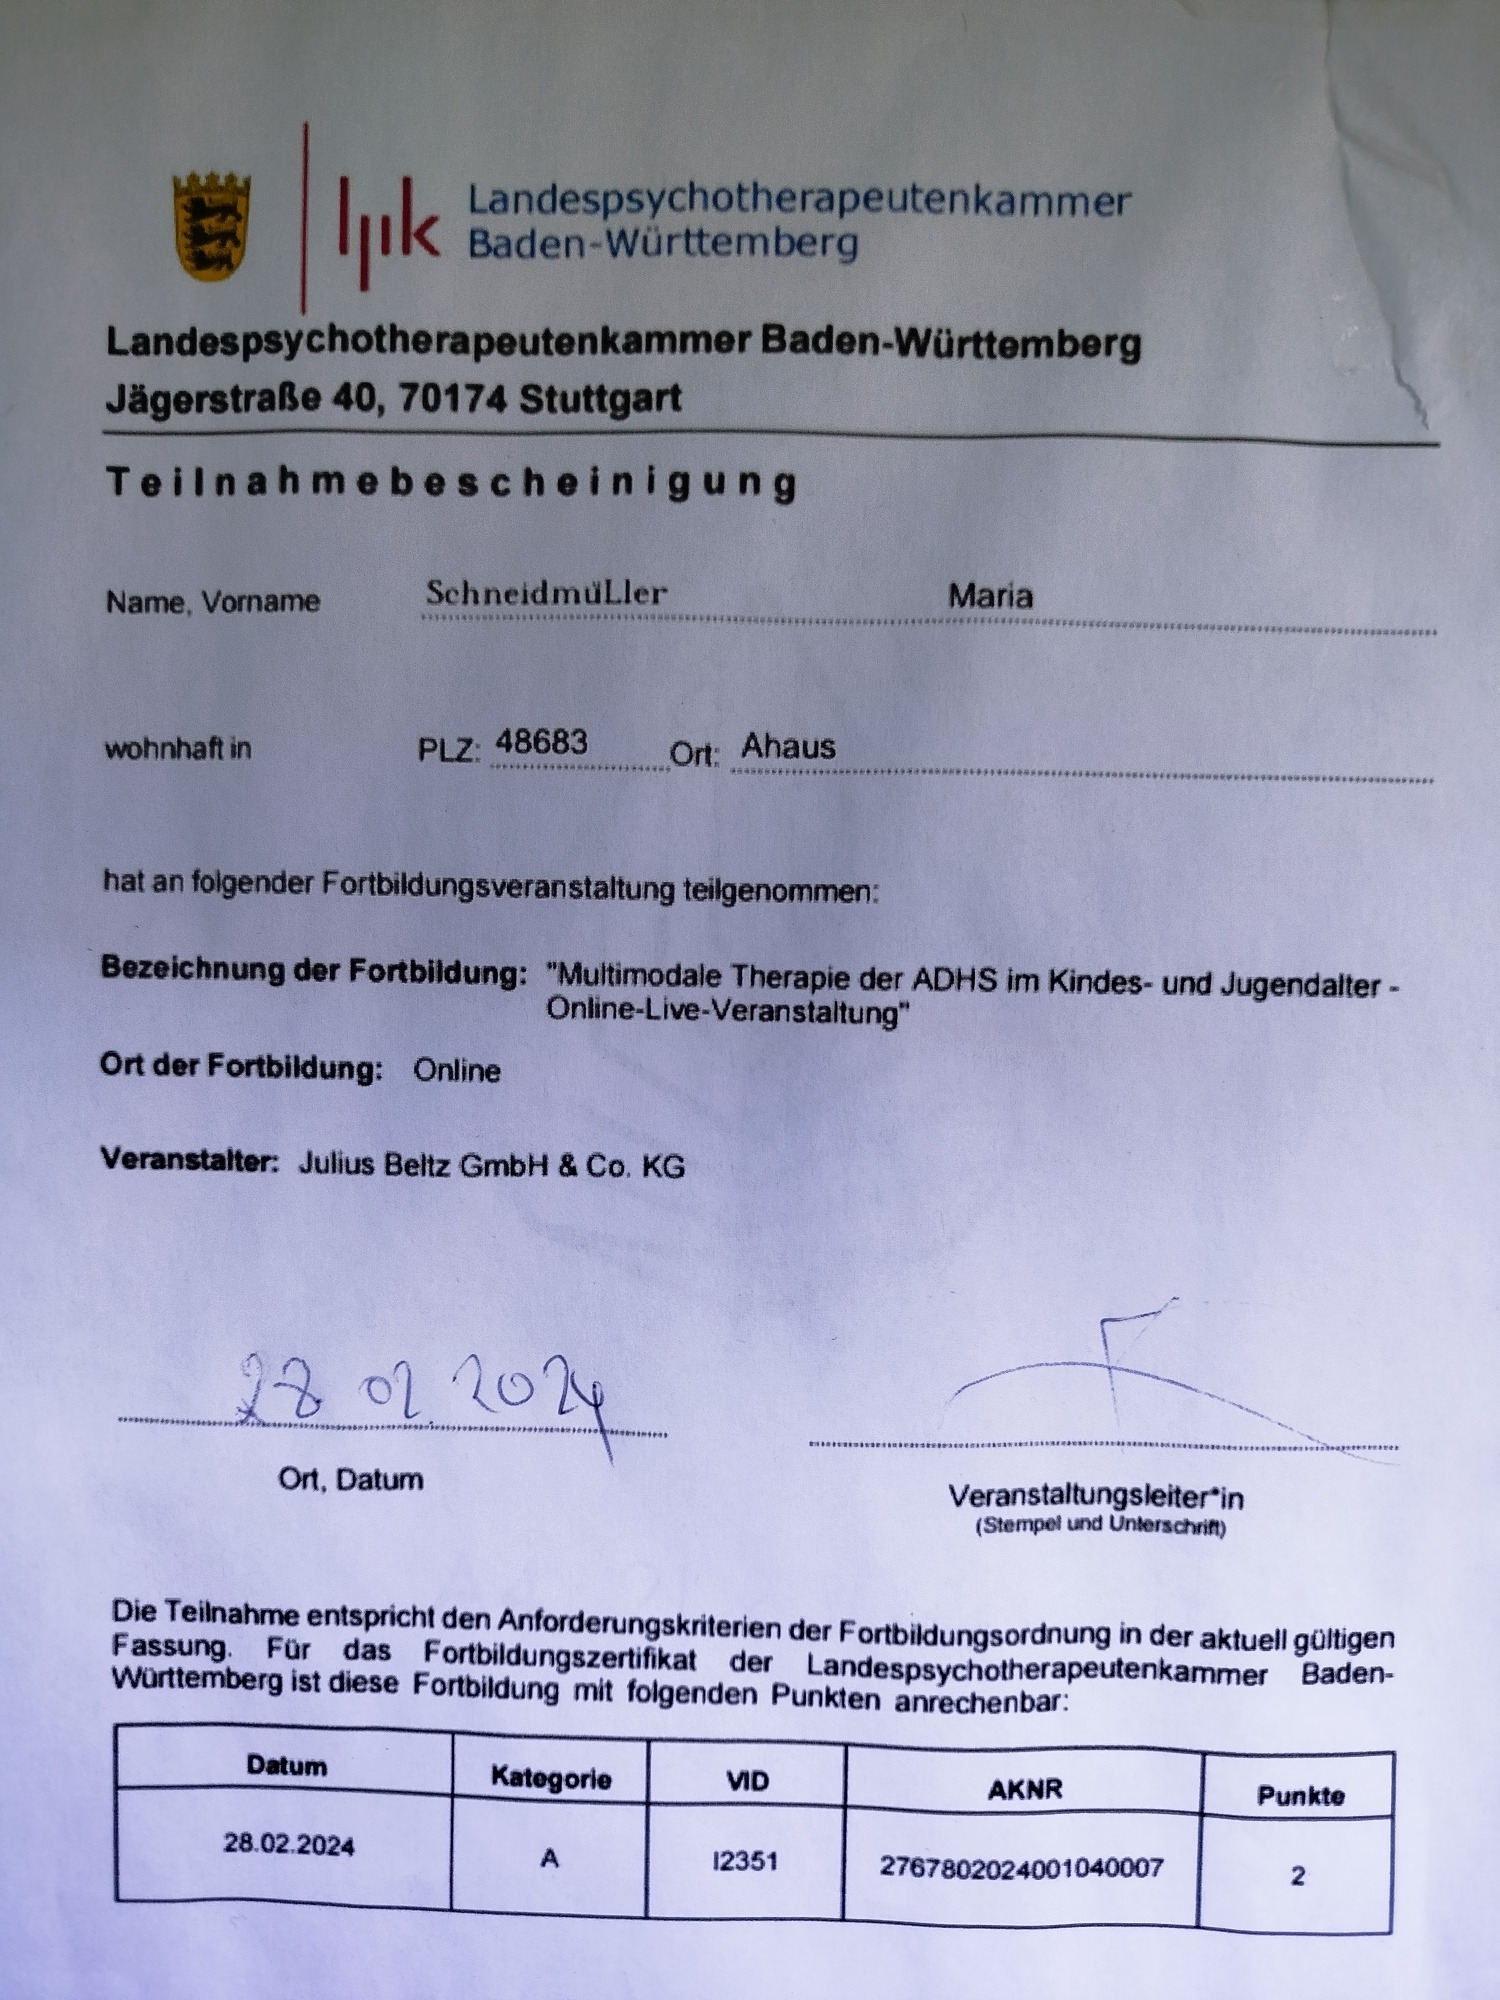 lpk Landespsychotherapeutenkammer
Baden-Württemberg
Landespsychotherapeutenkammer Baden-Württemberg
Jägerstraße 40, 70174 Stuttgart
Teilnahmebescheinigung
Name, Vorname SchneidmüLler Maria
wohnhaft in PLZ: 48683 Ort: Ahaus
hat an folgender Fortbildungsveranstaltung teilgenommen:
Bezeichnung der Fortbildung: "Multimodale Therapie der ADHS im Kindes- und Jugendalter -
Online-Live-Veranstaltung"
Ort der Fortbildung: Online
Veranstalter: Julius Beltz GmbH & Co. KG
28.02.2024
Ort, Datum
Veranstaltungsleiter*in
(Stempel und Unterschrift)
Die Teilnahme entspricht den Anforderungskriterien der Fortbildungsordnung in der aktuell gültigen
Fassung. Für das Fortbildungszertifikat der Landespsychotherapeutenkammer Baden-
Württemberg ist diese Fortbildung mit folgenden Punkten anrechenbar:
Datum Kategorie VID AKNR Punkte
28.02.2024 A I2351 2767802024001040007 2